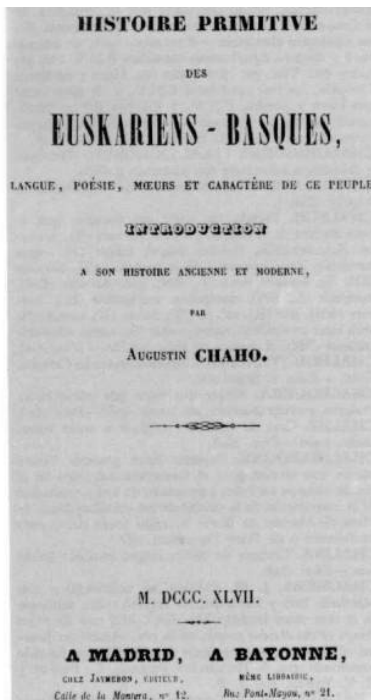 HISTOIRE PRIMITIVE
DES
EUSKARIENS - BASQUES,
LANGUE, POÉSIE, MŒURS ET CARACTÈRE DE CE PEUPLE
INTRODUCTION
A SON HISTOIRE ANCIENNE ET MODERNE,
PAR
AUGUSTIN CHAHO.
M. DCCC. XLVII.
A MADRID, A BAYONNE,
CHEZ JAYMEBON, EDITEUR, MÊME LIBRAIRIE,
Calle de la Montera, nº 12. Rue Pont-Mayou, nº 21.